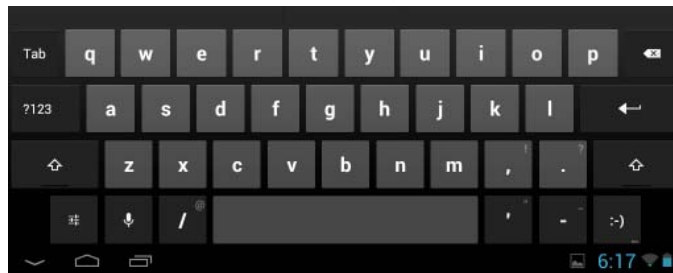 Tab q w e r t y u i o p
?123 a s d f g h j k l
z x c v b n m , ! . ?
/ @ ' " - _ :-)
6:17